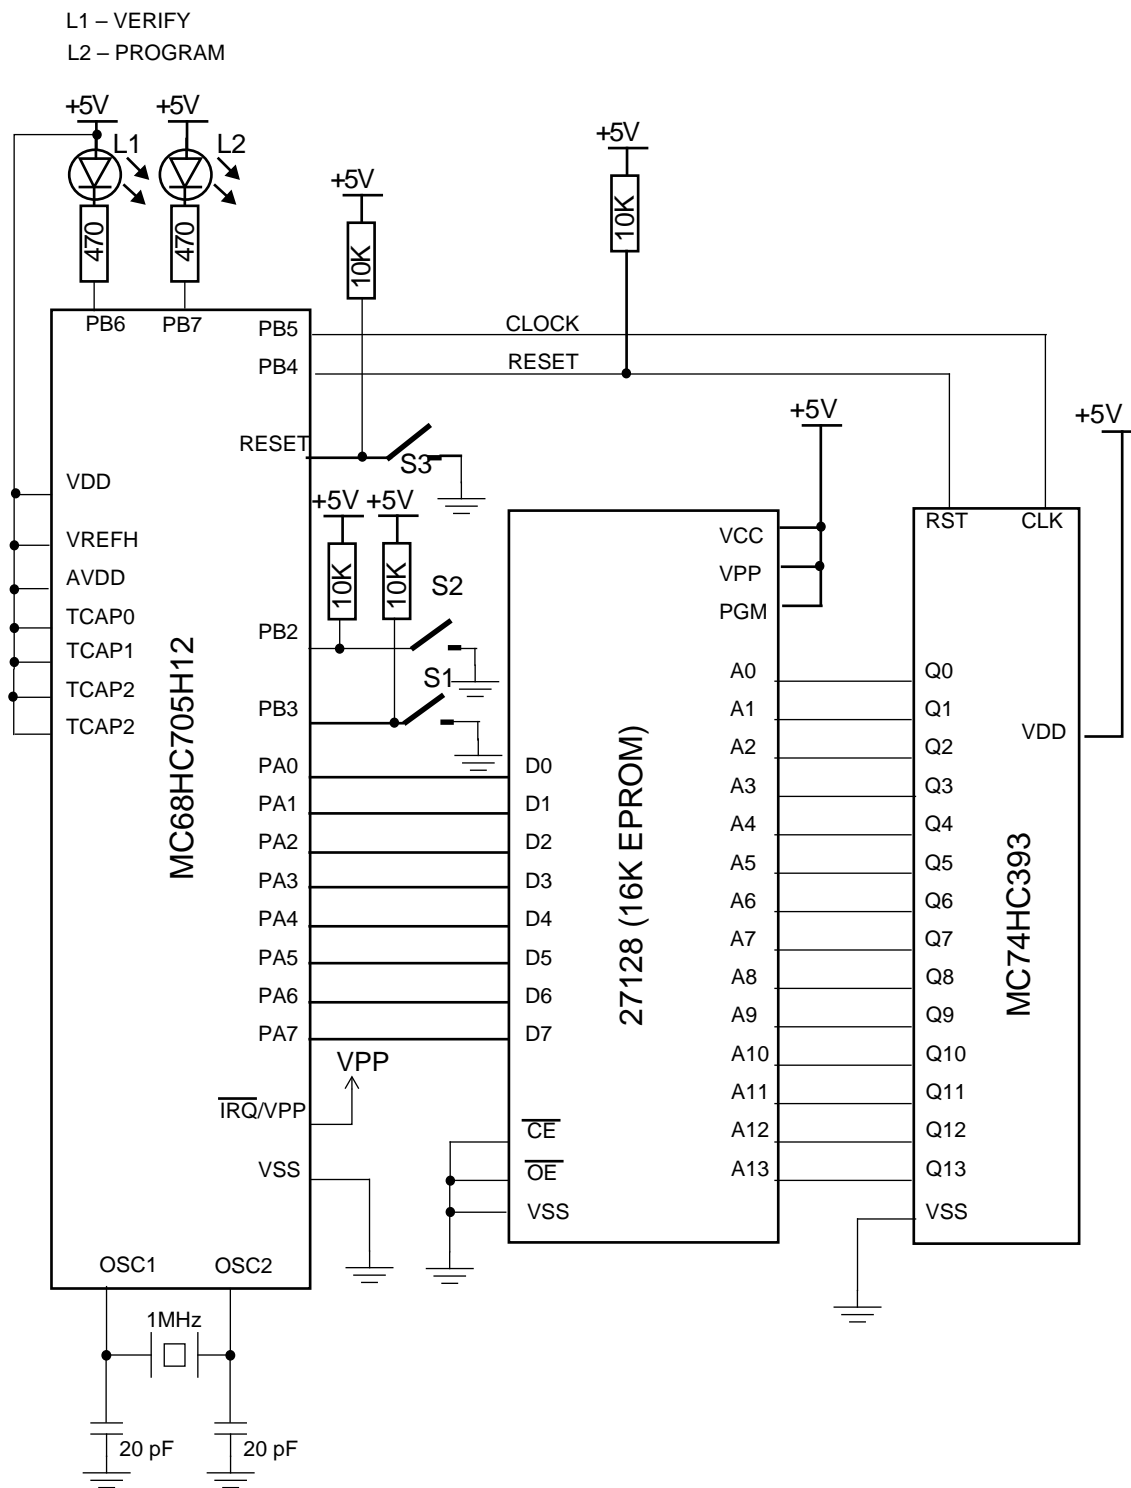 L1 – VERIFY
L2 – PROGRAM
+5V
+5V
L1
L2
470
470
+5V
10K
+5V
10K
PB6
PB7
PB5
CLOCK
PB4
RESET
RESET
S3
+5V
+5V
10K
10K
S2
PB2
S1
PB3
VDD
VREFH
AVDD
TCAP0
TCAP1
TCAP2
TCAP2
MC68HC705H12
PA0
PA1
PA2
PA3
PA4
PA5
PA6
PA7
VPP
IRQ/VPP
VSS
OSC1
OSC2
1MHz
20 pF
20 pF
+5V
VCC
VPP
PGM
D0
D1
D2
D3
D4
D5
D6
D7
CE
OE
VSS
27128 (16K EPROM)
A0
A1
A2
A3
A4
A5
A6
A7
A8
A9
A10
A11
A12
A13
+5V
RST
CLK
Q0
Q1
Q2
VDD
Q3
Q4
Q5
Q6
Q7
Q8
Q9
Q10
Q11
Q12
Q13
VSS
MC74HC393